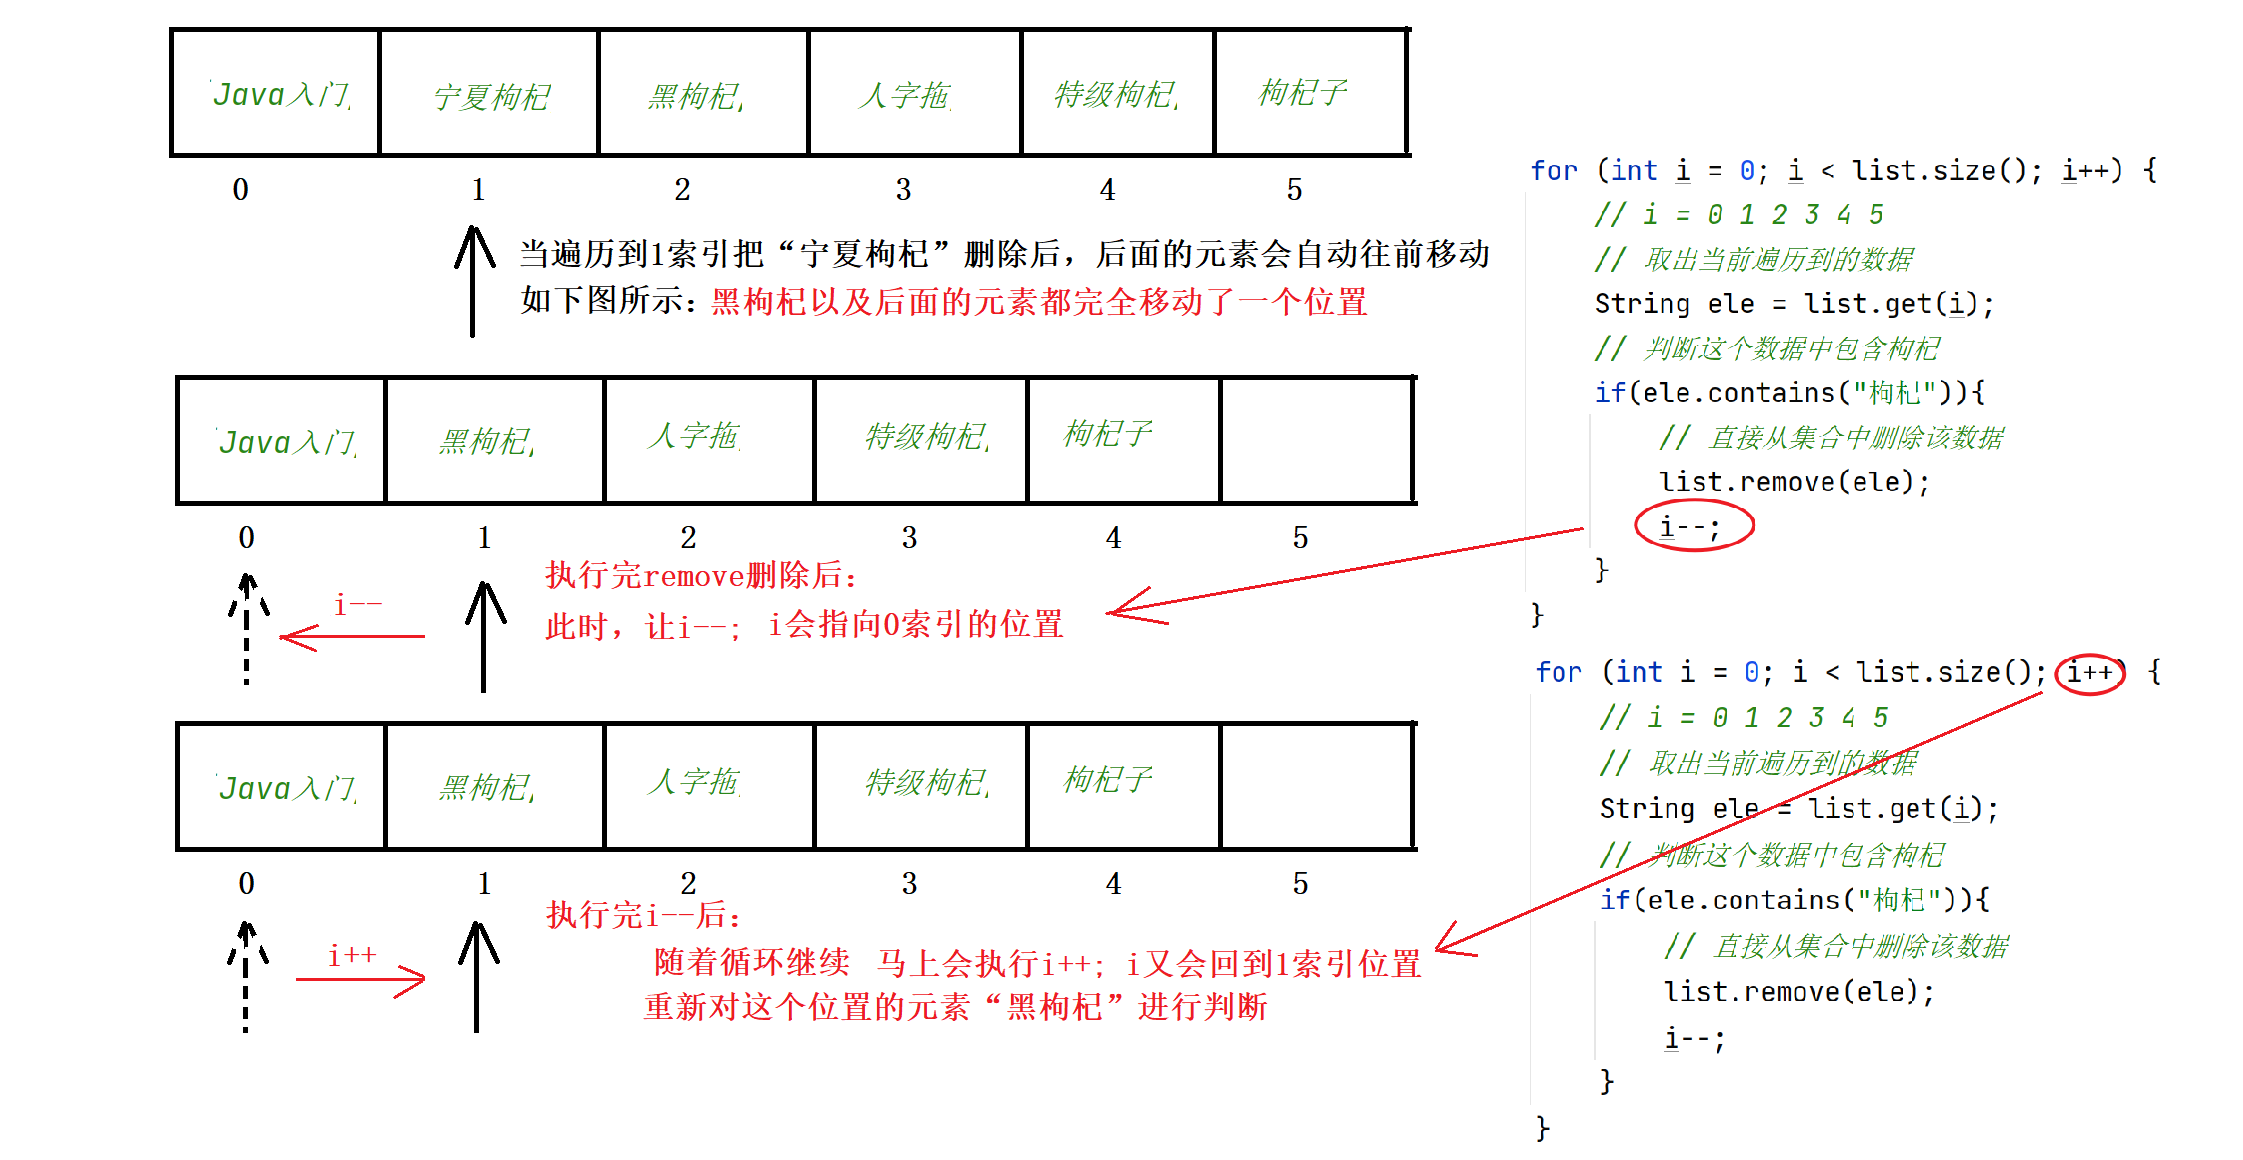 Java入门
宁夏枸杞
黑枸杞
人字拖
特级枸杞
枸杞子
0 1 2 3 4 5
当遍历到1索引把“宁夏枸杞”删除后，后面的元素会自动往前移动
如下图所示：黑枸杞以及后面的元素都完全移动了一个位置
Java入门
黑枸杞
人字拖
特级枸杞
枸杞子
0 1 2 3 4 5
i--
执行完remove删除后：
此时，让i--; i会指向0索引的位置
Java入门
黑枸杞
人字拖
特级枸杞
枸杞子
0 1 2 3 4 5
i++
执行完i--后：
随着循环继续 马上会执行i++; i又会回到1索引位置
重新对这个位置的元素“黑枸杞”进行判断
for (int i = 0; i < list.size(); i++) {
// i = 0 1 2 3 4 5
// 取出当前遍历到的数据
String ele = list.get(i);
// 判断这个数据中包含枸杞
if(ele.contains("枸杞")){
// 直接从集合中删除该数据
list.remove(ele);
i--;
}
}
for (int i = 0; i < list.size(); i++) {
// i = 0 1 2 3 4 5
// 取出当前遍历到的数据
String ele = list.get(i);
// 判断这个数据中包含枸杞
if(ele.contains("枸杞")){
// 直接从集合中删除该数据
list.remove(ele);
i--;
}
}